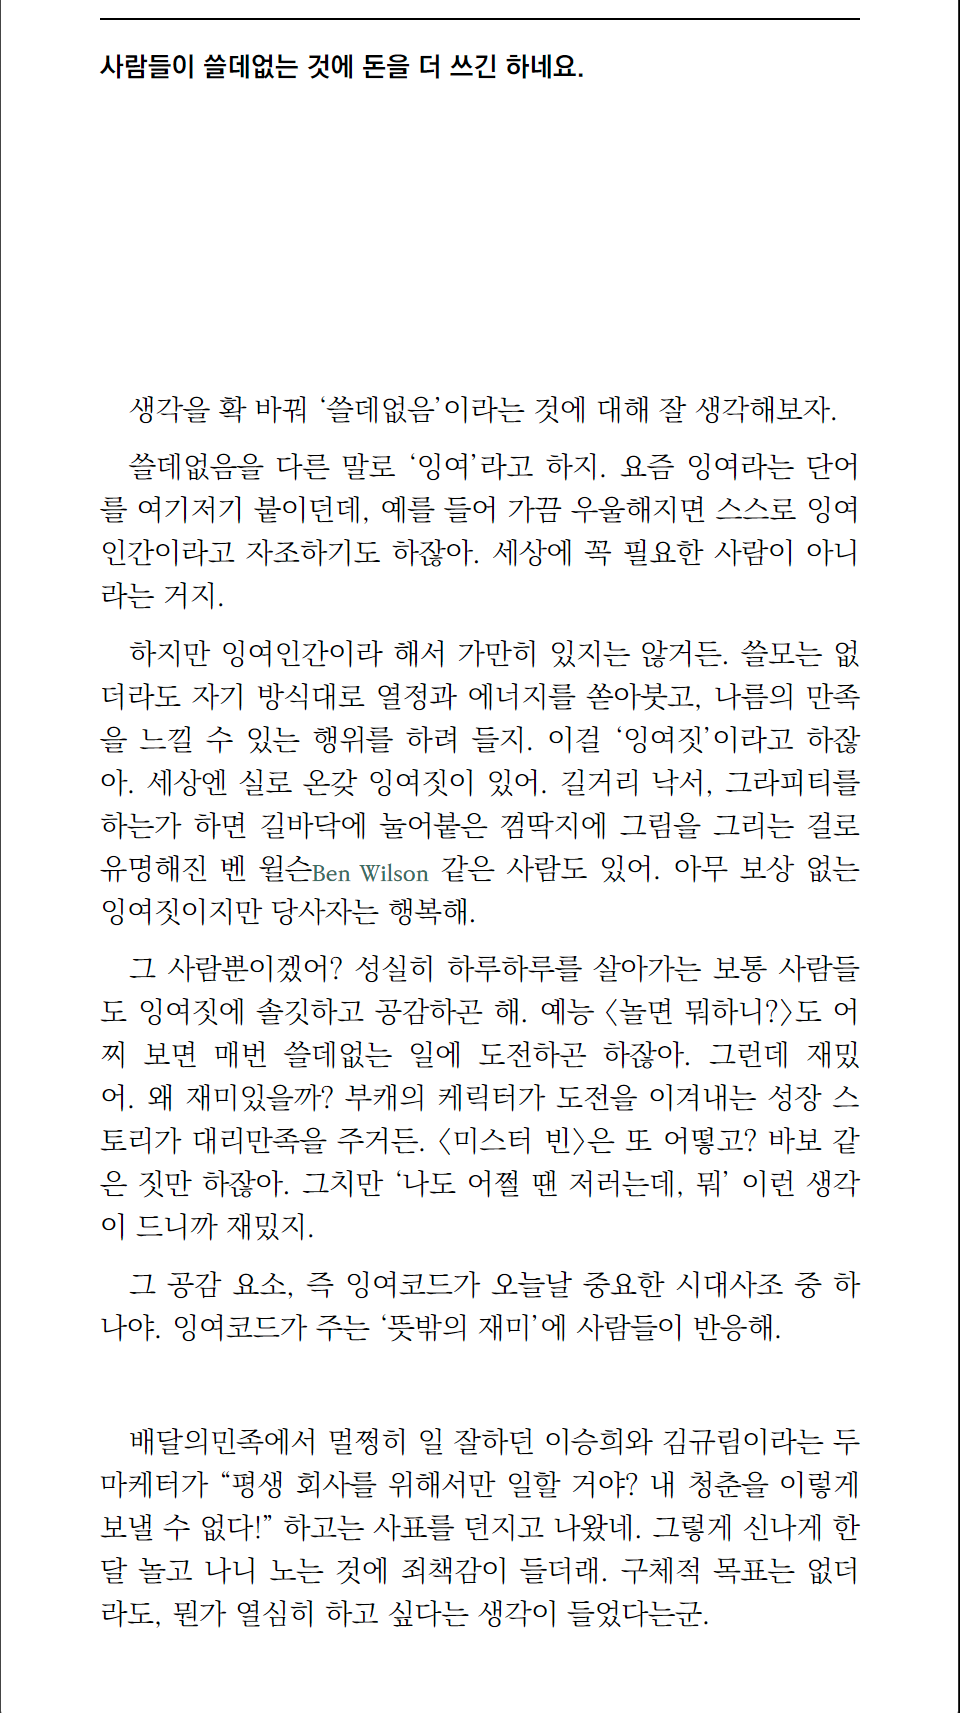 사람들이 쓸데없는 것에 돈을 더 쓰긴 하네요.
생각을 확 바꿔 ‘쓸데없음’이라는 것에 대해 잘 생각해보자.
쓸데없음을 다른 말로 ‘잉여’라고 하지. 요즘 잉여라는 단어
를 여기저기 붙이던데, 예를 들어 가끔 우울해지면 스스로 잉여
인간이라고 자조하기도 하잖아. 세상에 꼭 필요한 사람이 아니
라는 거지.
하지만 잉여인간이라 해서 가만히 있지는 않거든. 쓸모는 없
더라도 자기 방식대로 열정과 에너지를 쏟아붓고, 나름의 만족
을 느낄 수 있는 행위를 하려 들지. 이걸 ‘잉여짓’이라고 하잖
아. 세상엔 실로 온갖 잉여짓이 있어. 길거리 낙서, 그라피티를
하는가 하면 길바닥에 눌어붙은 껌딱지에 그림을 그리는 걸로
유명해진 벤 윌슨Ben Wilson 같은 사람도 있어. 아무 보상 없는
잉여짓이지만 당사자는 행복해.
그 사람뿐이겠어? 성실히 하루하루를 살아가는 보통 사람들
도 잉여짓에 솔깃하고 공감하곤 해. 예능 〈놀면 뭐하니?〉도 어
찌 보면 매번 쓸데없는 일에 도전하곤 하잖아. 그런데 재밌
어. 왜 재미있을까? 부캐의 케릭터가 도전을 이겨내는 성장 스
토리가 대리만족을 주거든. 〈미스터 빈〉은 또 어떻고? 바보 같
은 짓만 하잖아. 그치만 ‘나도 어쩔 땐 저러는데, 뭐’ 이런 생각
이 드니까 재밌지.
그 공감 요소, 즉 잉여코드가 오늘날 중요한 시대사조 중 하
나야. 잉여코드가 주는 ‘뜻밖의 재미’에 사람들이 반응해.
배달의민족에서 멀쩡히 일 잘하던 이승희와 김규림이라는 두
마케터가 “평생 회사를 위해서만 일할 거야? 내 청춘을 이렇게
보낼 수 없다!” 하고는 사표를 던지고 나왔네. 그렇게 신나게 한
달 놀고 나니 노는 것에 죄책감이 들더래. 구체적 목표는 없더
라도, 뭔가 열심히 하고 싶다는 생각이 들었다는군.